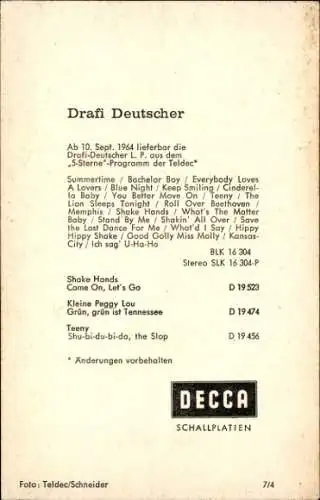 Drafi Deutscher
Ab 10. Sept. 1964 lieferbar die
Drafi-Deutscher L. P. aus dem
„5-Sterne"-Programm der Teldec*
Summertime / Bachelor Boy / Everybody Loves
A Lovers / Blue Night / Keep Smiling / Cinderel-
la Baby / You Better Move On / Teeny / The
Lion Sleeps Tonight / Roll Over Beethoven /
Memphis / Shake Hands / What's The Matter
Baby / Stand By Me / Shakin' All Over / Save
the Last Dance For Me / What'd I Say / Hippy
Hippy Shake / Good Golly Miss Molly / Kansas-
City / Ich sag' U-Ha-Ho
BLK 16 304
Stereo SLK 16 304-P
Shake Hands
Come On, Let's Go D 19 523
Kleine Peggy Lou
Grün, grün ist Tennessee D 19 474
Teeny
Shu-bi-du-bi-do, the Slop D 19 456
* Änderungen vorbehalten
DECCA
SCHALLPLATTEN
Foto: Teldec/Schneider 7/4